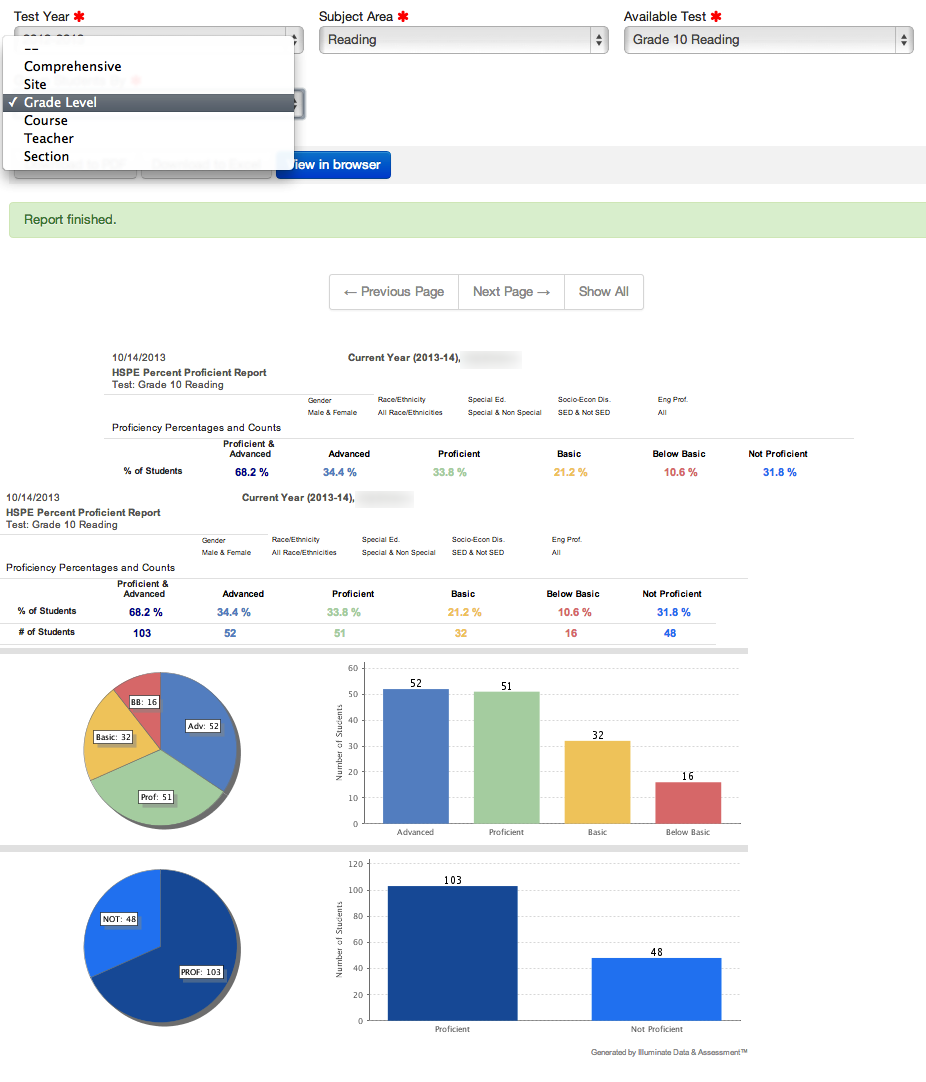 Test Year ✱ Subject Area ✱ Available Test ✱
Reading Grade 10 Reading
--
Comprehensive
Site
✓ Grade Level
Course
Teacher
Section
View in browser
Report finished.
← Previous Page Next Page → Show All
10/14/2013 Current Year (2013-14),
HSPE Percent Proficient Report
Test: Grade 10 Reading
Gender Race/Ethnicity Special Ed. Socio-Econ Dis. Eng Prof.
Male & Female All Race/Ethnicities Special & Non Special SED & Not SED All
Proficiency Percentages and Counts
Proficient &
Advanced Advanced Proficient Basic Below Basic Not Proficient
% of Students 68.2 % 34.4 % 33.8 % 21.2 % 10.6 % 31.8 %
10/14/2013 Current Year (2013-14),
HSPE Percent Proficient Report
Test: Grade 10 Reading
Gender Race/Ethnicity Special Ed. Socio-Econ Dis. Eng Prof.
Male & Female All Race/Ethnicities Special & Non Special SED & Not SED All
Proficiency Percentages and Counts
Proficient &
Advanced Advanced Proficient Basic Below Basic Not Proficient
% of Students 68.2 % 34.4 % 33.8 % 21.2 % 10.6 % 31.8 %
# of Students 103 52 51 32 16 48
BB: 16
Adv: 52
Basic: 32
Prof: 51
Number of Students
60
50
40
30
20
10
0
52
51
32
16
Advanced Proficient Basic Below Basic
NOT: 48
PROF: 103
Number of Students
120
100
80
60
40
20
0
103
48
Proficient Not Proficient
Generated by Illuminate Data & Assessment™